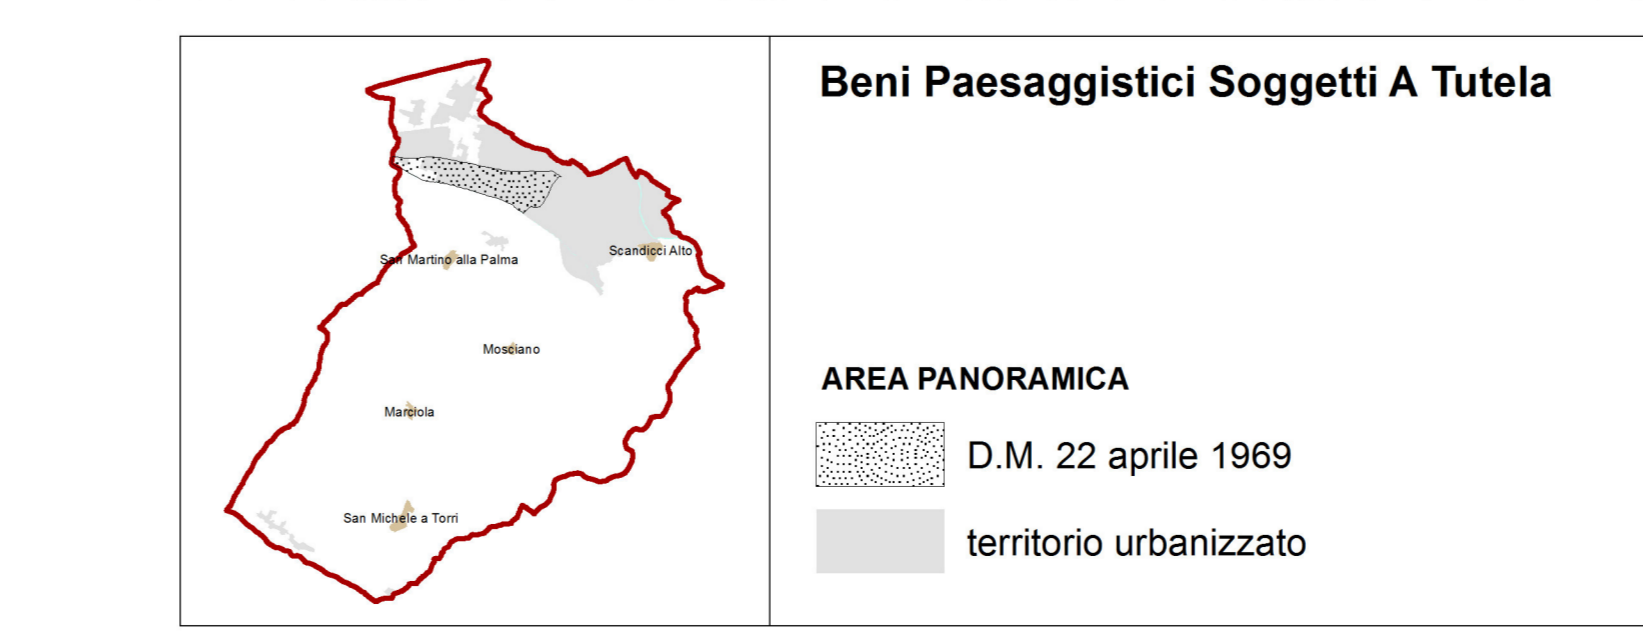 Beni Paesaggistici Soggetti A Tutela
San Martino alla Palma
Scandicci Alto
Mosciano
Marciola
San Michele a Torri
AREA PANORAMICA
D.M. 22 aprile 1969
territorio urbanizzato